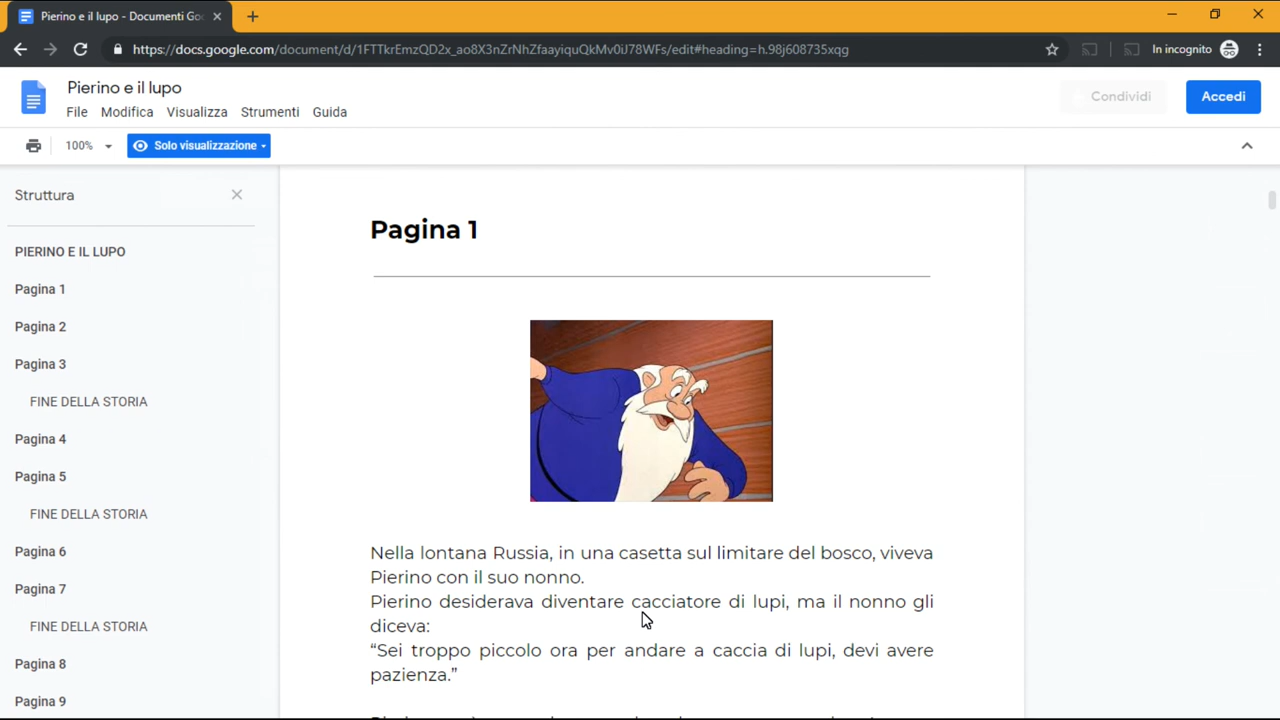 Pierino e il lupo - Documenti Goo
https://docs.google.com/document/d/1FTTkrEmzQD2x_ao8X3nZrNhZfaayiquQkMv0iJ78WFs/edit#heading=h.98j608735xqg
In incognito
Pierino e il lupo
File Modifica Visualizza Strumenti Guida
Condividi
Accedi
100%
Solo visualizzazione
Struttura
PIERINO E IL LUPO
Pagina 1
Pagina 2
Pagina 3
FINE DELLA STORIA
Pagina 4
Pagina 5
FINE DELLA STORIA
Pagina 6
Pagina 7
FINE DELLA STORIA
Pagina 8
Pagina 9
Pagina 1
Nella lontana Russia, in una casetta sul limitare del bosco, viveva
Pierino con il suo nonno.
Pierino desiderava diventare cacciatore di lupi, ma il nonno gli
diceva:
“Sei troppo piccolo ora per andare a caccia di lupi, devi avere
pazienza.”